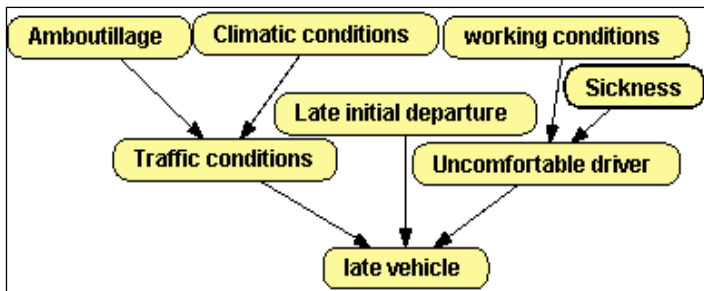 Amboutillage
Climatic conditions
working conditions
Sickness
Late initial departure
Traffic conditions
Uncomfortable driver
late vehicle